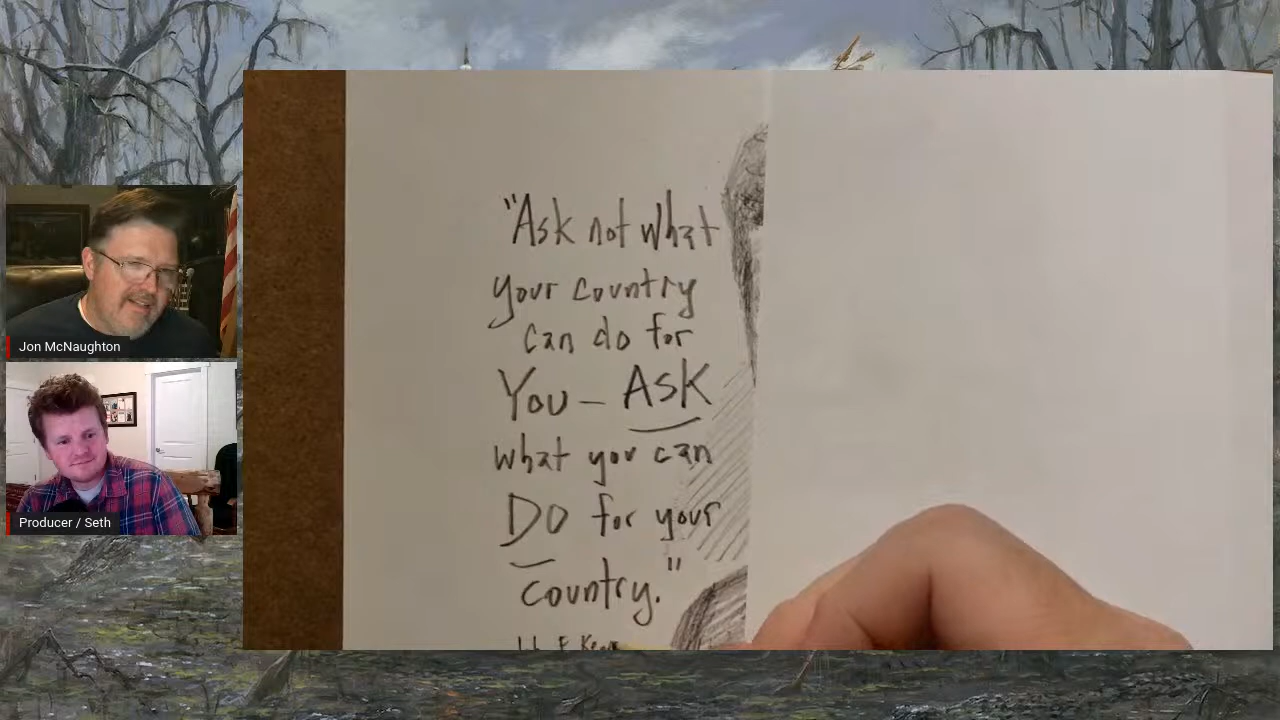 "Ask not what
your country
can do for
You — ASK
what you can
DO for your
country."
Jon McNaughton
Producer / Seth